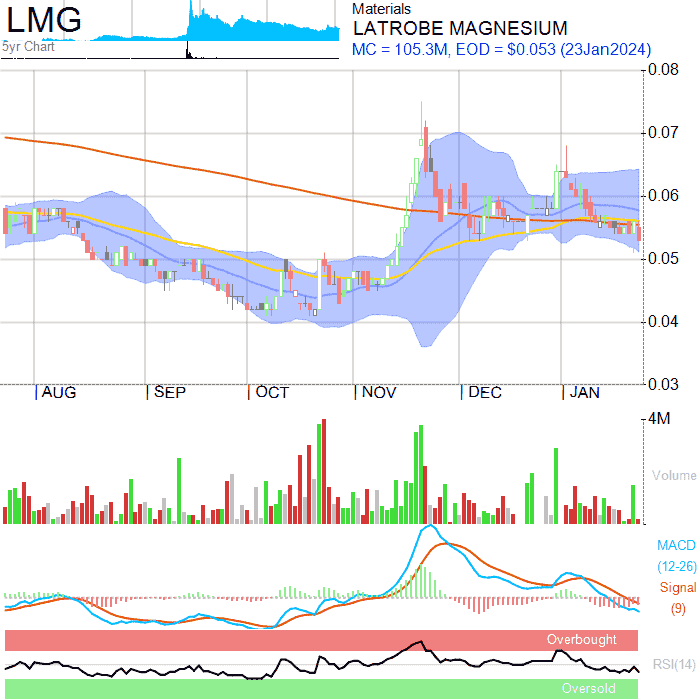 LMG
5yr Chart
Materials
LATROBE MAGNESIUM
MC = 105.3M, EOD = $0.053 (23Jan2024)
0.08
0.07
0.06
0.05
0.04
0.03
AUG SEP OCT NOV DEC JAN
4M
Volume
MACD
(12-26)
Signal
(9)
Overbought
RSI(14)
Oversold